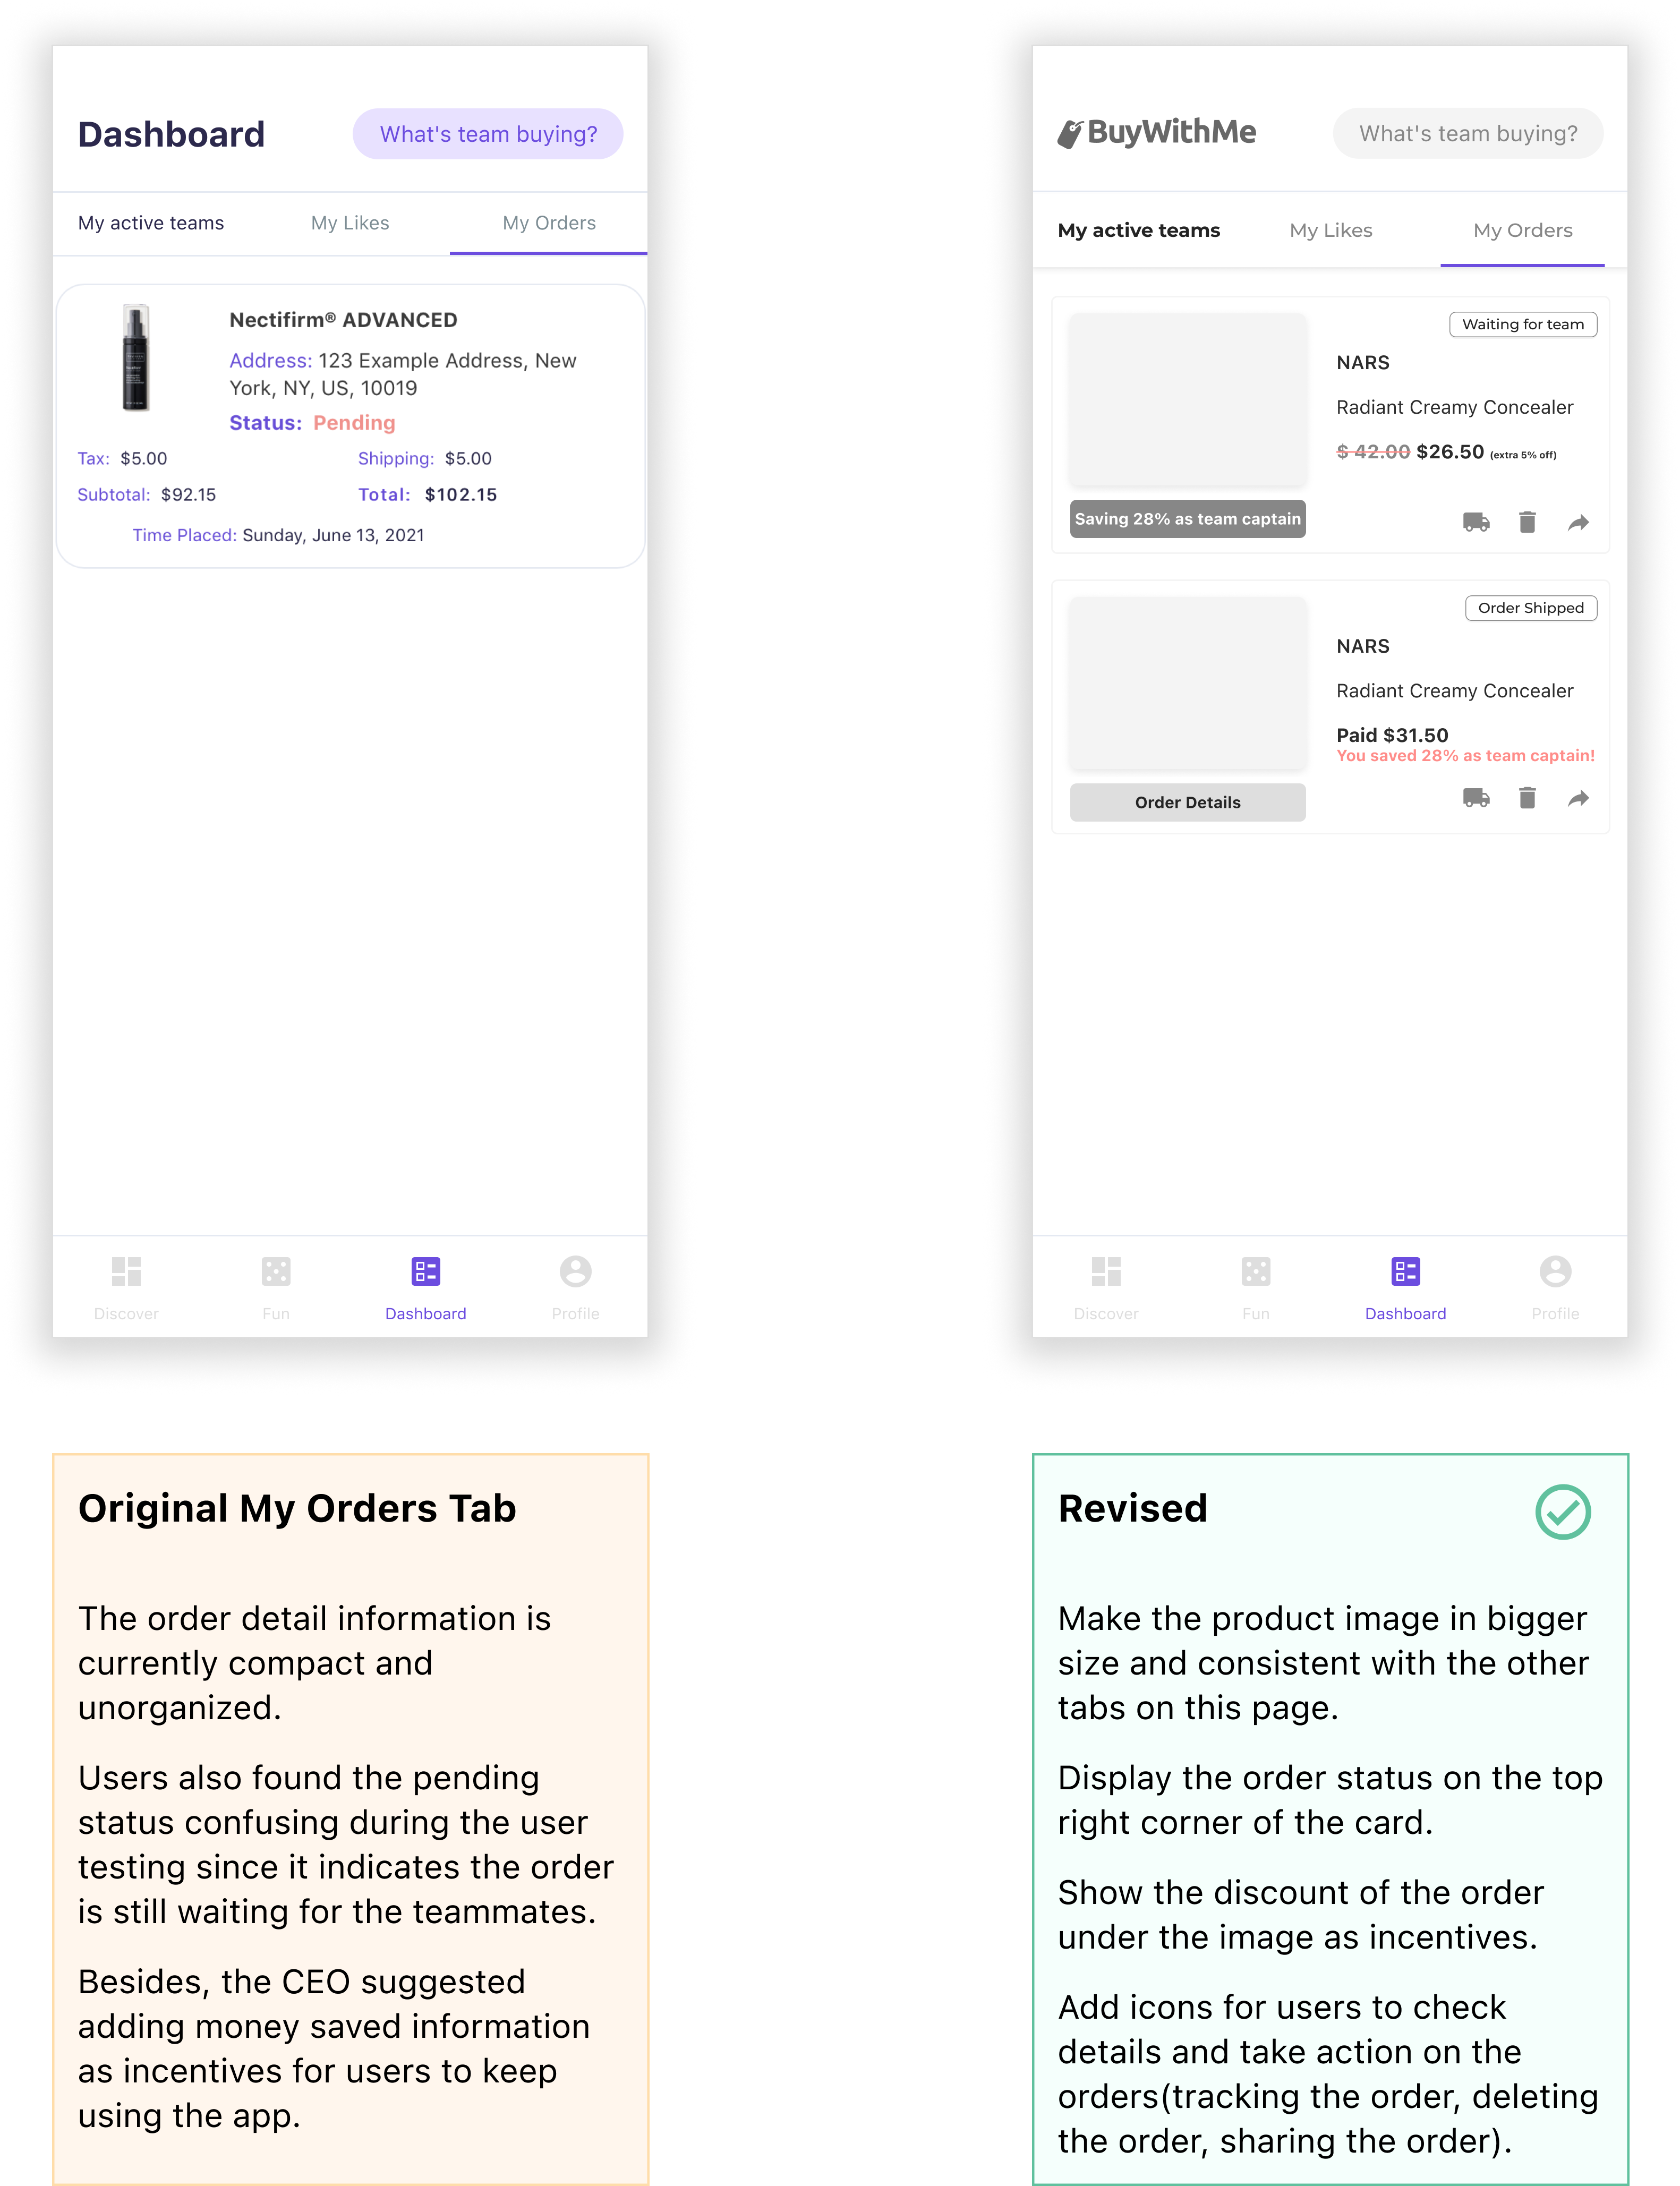 Dashboard
What's team buying?
My active teams
My Likes
My Orders
Nectifirm® ADVANCED
Address: 123 Example Address, New
York, NY, US, 10019
Status: Pending
Tax: $5.00
Shipping: $5.00
Subtotal: $92.15
Total: $102.15
Time Placed: Sunday, June 13, 2021
Discover
Fun
Dashboard
Profile
BuyWithMe
What's team buying?
My active teams
My Likes
My Orders
Waiting for team
NARS
Radiant Creamy Concealer
$ 42.00 $26.50 (extra 5% off)
Saving 28% as team captain
Order Shipped
NARS
Radiant Creamy Concealer
Paid $31.50
You saved 28% as team captain!
Order Details
Discover
Fun
Dashboard
Profile
Original My Orders Tab
The order detail information is
currently compact and
unorganized.
Users also found the pending
status confusing during the user
testing since it indicates the order
is still waiting for the teammates.
Besides, the CEO suggested
adding money saved information
as incentives for users to keep
using the app.
Revised
Make the product image in bigger
size and consistent with the other
tabs on this page.
Display the order status on the top
right corner of the card.
Show the discount of the order
under the image as incentives.
Add icons for users to check
details and take action on the
orders(tracking the order, deleting
the order, sharing the order).